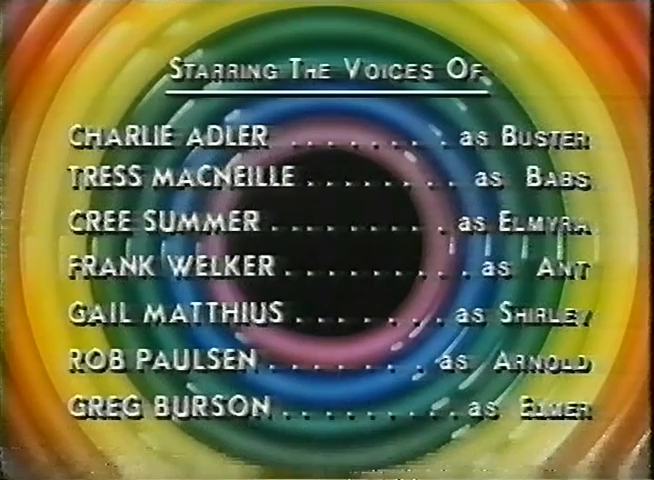 Starring The Voices Of
CHARLIE ADLER . . . . . . . as BUSTER
TRESS MACNEILLE . . . . . . . . as BABS
CREE SUMMER . . . . . . . . . as ELMYRA
FRANK WELKER . . . . . . . . . . as ANT
GAIL MATTHIUS . . . . . . . as SHIRLEY
ROB PAULSEN . . . . . . . . as ARNOLD
GREG BURSON . . . . . . . . . as ELMER